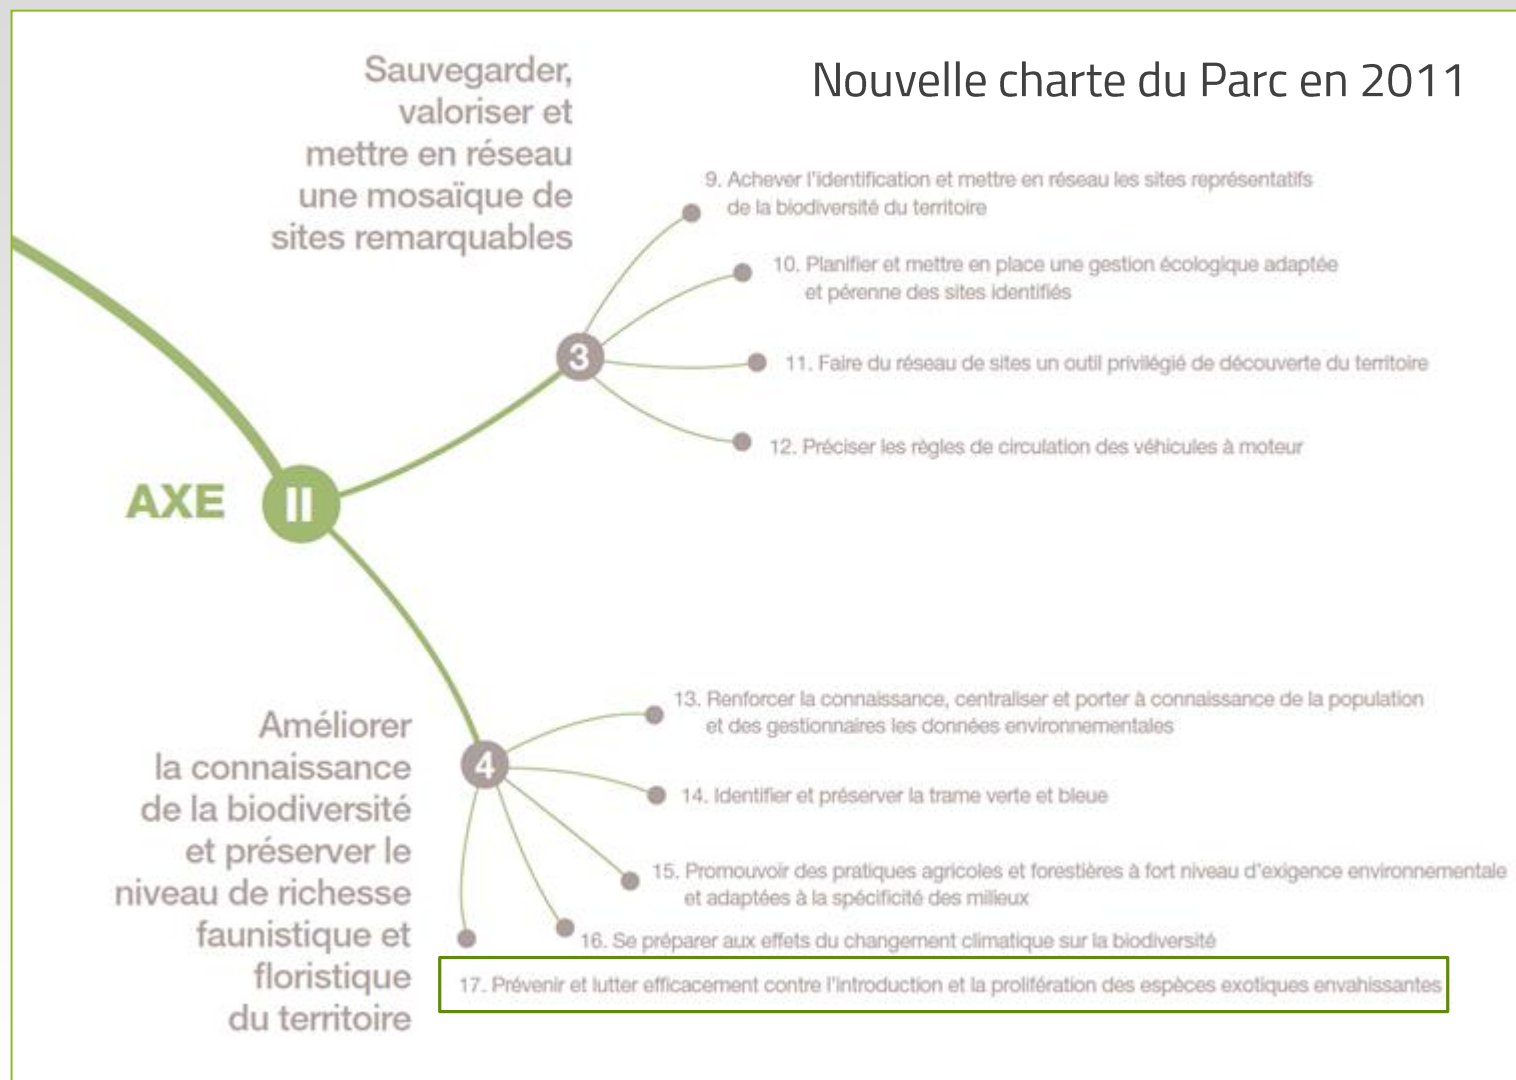 Nouvelle charte du Parc en 2011
Sauvegarder,
valoriser et
mettre en réseau
une mosaïque de
sites remarquables
9. Achever l'identification et mettre en réseau les sites représentatifs
de la biodiversité du territoire
10. Planifier et mettre en place une gestion écologique adaptée
et pérenne des sites identifiés
3
11. Faire du réseau de sites un outil privilégié de découverte du territoire
12. Préciser les règles de circulation des véhicules à moteur
AXE II
Améliorer
la connaissance
de la biodiversité
et préserver le
niveau de richesse
faunistique et
floristique
du territoire
4
13. Renforcer la connaissance, centraliser et porter à connaissance de la population
et des gestionnaires les données environnementales
14. Identifier et préserver la trame verte et bleue
15. Promouvoir des pratiques agricoles et forestières à fort niveau d'exigence environnementale
et adaptées à la spécificité des milieux
16. Se préparer aux effets du changement climatique sur la biodiversité
17. Prévenir et lutter efficacement contre l'introduction et la prolifération des espèces exotiques envahissantes